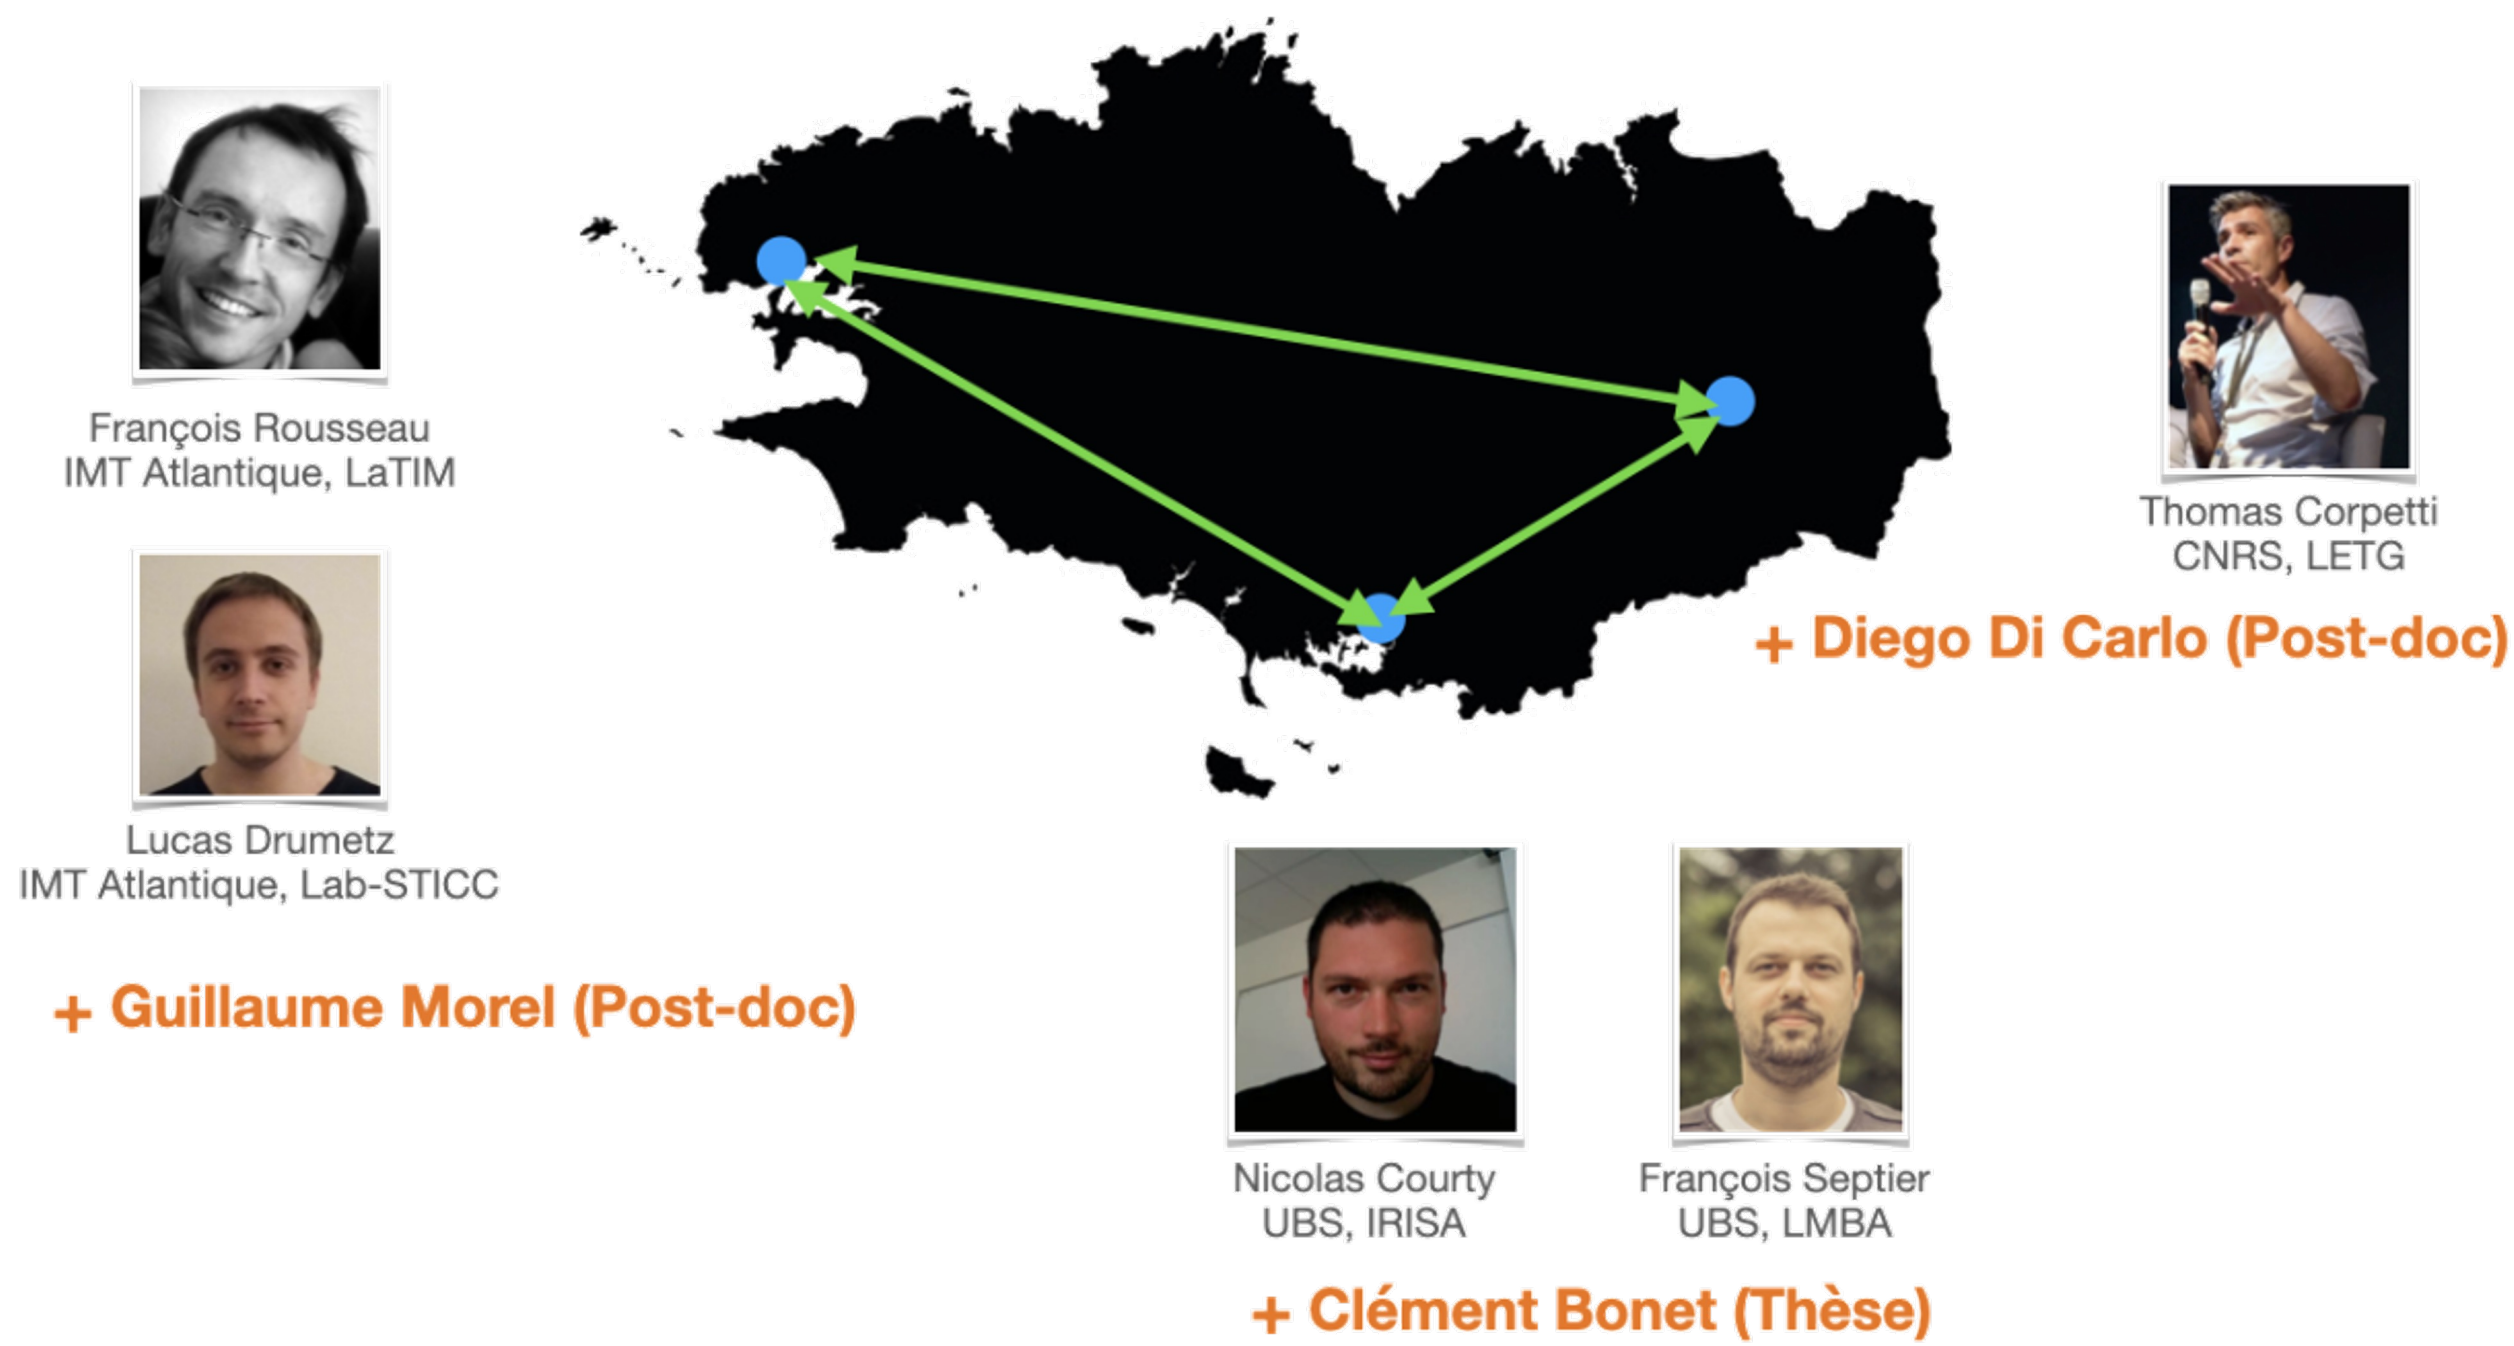 François Rousseau
IMT Atlantique, LaTIM
Lucas Drumetz
IMT Atlantique, Lab-STICC
+ Guillaume Morel (Post-doc)
Thomas Corpetti
CNRS, LETG
+ Diego Di Carlo (Post-doc)
Nicolas Courty
UBS, IRISA
François Septier
UBS, LMBA
+ Clément Bonet (Thèse)